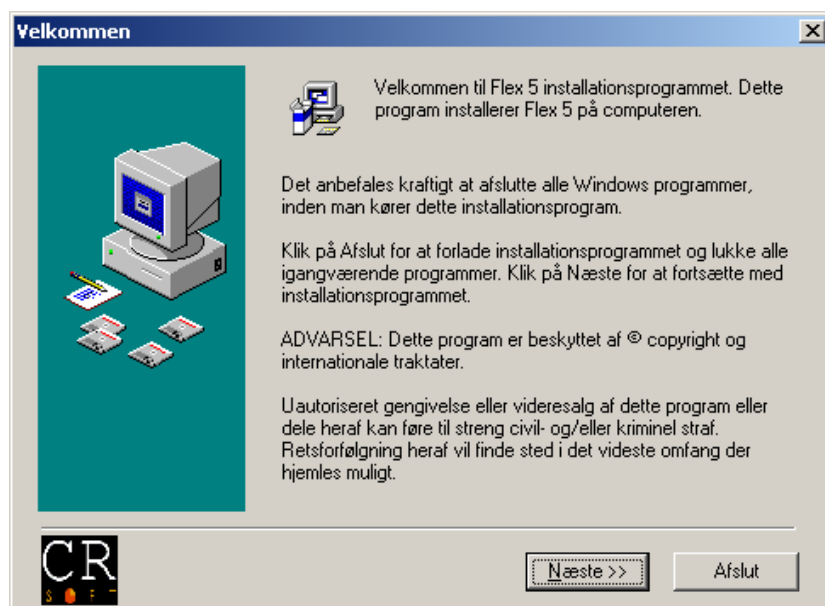 Velkommen
Velkommen til Flex 5 installationsprogrammet. Dette
program installerer Flex 5 på computeren.
Det anbefales kraftigt at afslutte alle Windows programmer,
inden man kører dette installationsprogram.
Klik på Afslut for at forlade installationsprogrammet og lukke alle
igangværende programmer. Klik på Næste for at fortsætte med
installationsprogrammet.
ADVARSEL: Dette program er beskyttet af © copyright og
internationale traktater.
Uautoriseret gengivelse eller videresalg af dette program eller
dele heraf kan føre til streng civil- og/eller kriminel straf.
Retsforfølgning heraf vil finde sted i det videste omfang der
hjemles muligt.
CR
SOFT
Næste >>
Afslut